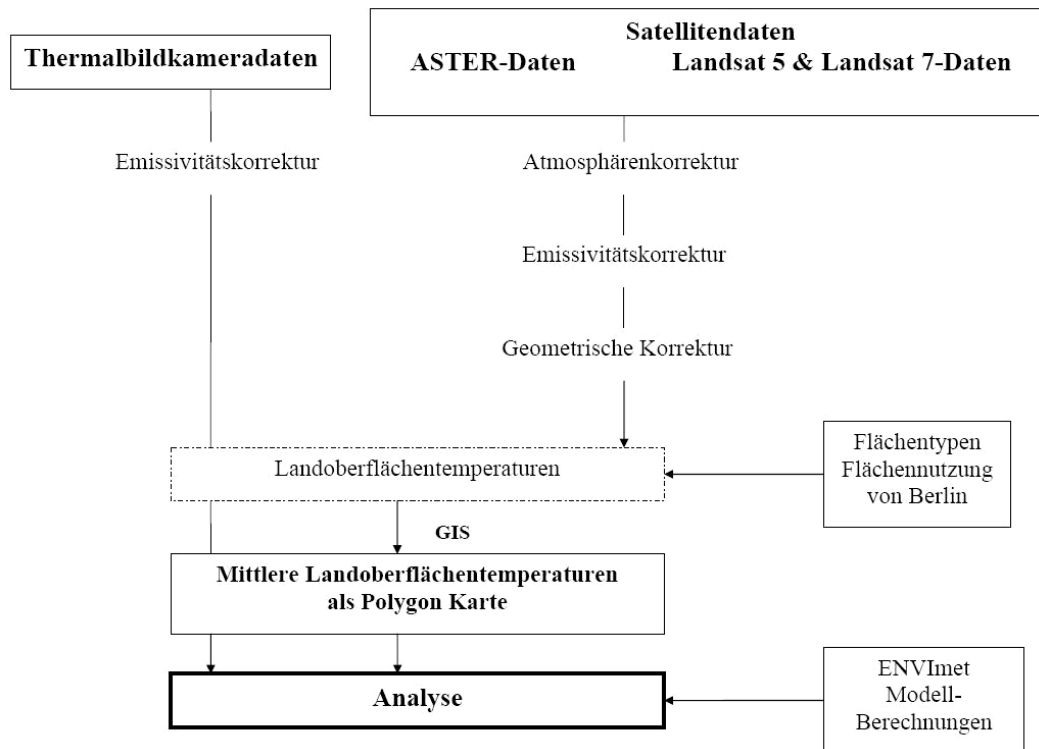 Thermalbildkameradaten
Satellitendaten
ASTER-Daten Landsat 5 & Landsat 7-Daten
Emissivitätskorrektur
Atmosphärenkorrektur
Emissivitätskorrektur
Geometrische Korrektur
Landoberflächentemperaturen
Flächentypen
Flächennutzung
von Berlin
GIS
Mittlere Landoberflächentemperaturen
als Polygon Karte
Analyse
ENVImet
Modell-
Berechnungen